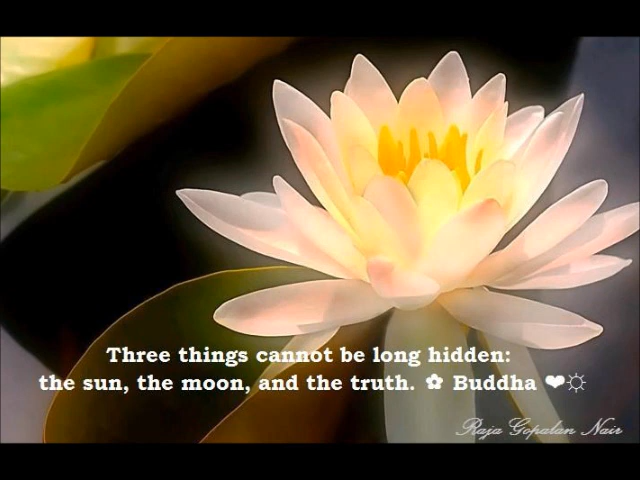 Three things cannot be long hidden:
the sun, the moon, and the truth. ✿ Buddha ❤☼
Raja Gopalan Nair